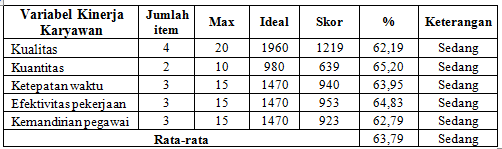 Variabel Kinerja Karyawan Jumlah item Max Ideal Skor % Keterangan
Kualitas 4 20 1960 1219 62,19 Sedang
Kuantitas 2 10 980 639 65,20 Sedang
Ketepatan waktu 3 15 1470 940 63,95 Sedang
Efektivitas pekerjaan 3 15 1470 953 64,83 Sedang
Kemandirian pegawai 3 15 1470 923 62,79 Sedang
Rata-rata 63,79 Sedang